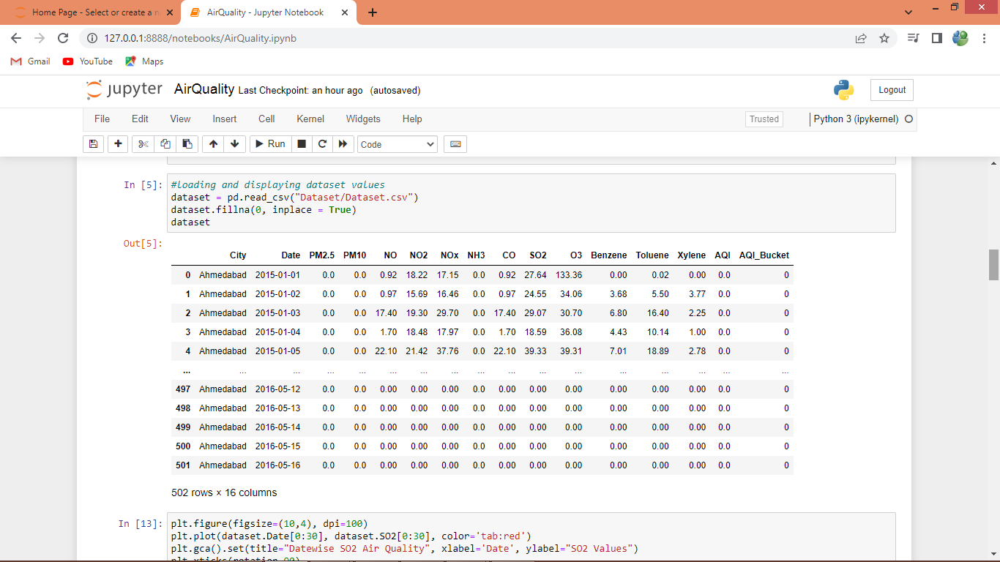 Home Page - Select or create a n
AirQuality - Jupyter Notebook
127.0.0.1:8888/notebooks/AirQuality.ipynb
Gmail YouTube Maps
jupyter AirQuality Last Checkpoint: an hour ago (autosaved) Logout
File Edit View Insert Cell Kernel Widgets Help Trusted Python 3 (ipykernel)
Run Code
In [5]: #loading and displaying dataset values
dataset = pd.read_csv("Dataset/Dataset.csv")
dataset.fillna(0, inplace = True)
dataset
Out[5]:
City Date PM2.5 PM10 NO NO2 NOx NH3 CO SO2 O3 Benzene Toluene Xylene AQI AQI_Bucket
0 Ahmedabad 2015-01-01 0.0 0.0 0.92 18.22 17.15 0.0 0.92 27.64 133.36 0.00 0.02 0.00 0.0 0
1 Ahmedabad 2015-01-02 0.0 0.0 0.97 15.69 16.46 0.0 0.97 24.55 34.06 3.68 5.50 3.77 0.0 0
2 Ahmedabad 2015-01-03 0.0 0.0 17.40 19.30 29.70 0.0 17.40 29.07 30.70 6.80 16.40 2.25 0.0 0
3 Ahmedabad 2015-01-04 0.0 0.0 1.70 18.48 17.97 0.0 1.70 18.59 36.08 4.43 10.14 1.00 0.0 0
4 Ahmedabad 2015-01-05 0.0 0.0 22.10 21.42 37.76 0.0 22.10 39.33 39.31 7.01 18.89 2.78 0.0 0
... ... ... ... ... ... ... ... ... ... ... ... ... ... ... ... ...
497 Ahmedabad 2016-05-12 0.0 0.0 0.00 0.00 0.00 0.0 0.00 0.00 0.00 0.00 0.00 0.00 0.0 0
498 Ahmedabad 2016-05-13 0.0 0.0 0.00 0.00 0.00 0.0 0.00 0.00 0.00 0.00 0.00 0.00 0.0 0
499 Ahmedabad 2016-05-14 0.0 0.0 0.00 0.00 0.00 0.0 0.00 0.00 0.00 0.00 0.00 0.00 0.0 0
500 Ahmedabad 2016-05-15 0.0 0.0 0.00 0.00 0.00 0.0 0.00 0.00 0.00 0.00 0.00 0.00 0.0 0
501 Ahmedabad 2016-05-16 0.0 0.0 0.00 0.00 0.00 0.0 0.00 0.00 0.00 0.00 0.00 0.00 0.0 0
502 rows × 16 columns
In [13]: plt.figure(figsize=(10,4), dpi=100)
plt.plot(dataset.Date[0:30], dataset.SO2[0:30], color='tab:red')
plt.gca().set(title="Datewise SO2 Air Quality", xlabel='Date', ylabel="SO2 Values")